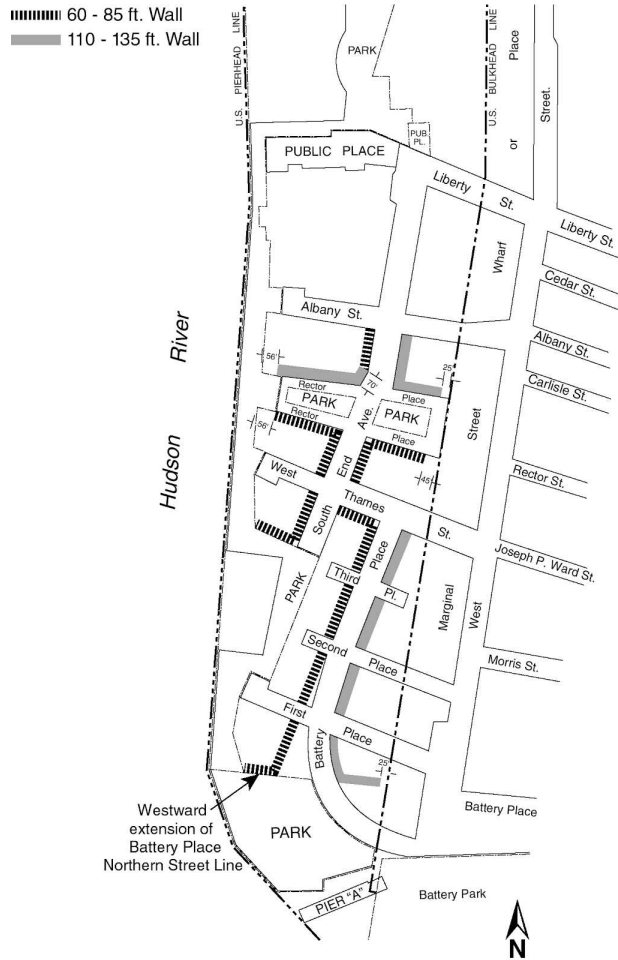 60 - 85 ft. Wall
110 - 135 ft. Wall
U.S. PIERHEAD LINE
PARK
U.S. BULKHEAD LINE
Place
or
Street.
PUB.
PL.
PUBLIC PLACE
Liberty
St.
Liberty St.
Wharf
Cedar St.
Albany St.
Albany St.
Carlisle St.
River
Hudson
56'
25'
70'
Rector
Place
PARK
PARK
Ave.
Rector
Place
56'
45'
Street
End
South
West
Thames
St.
Rector St.
Joseph P. Ward St.
Place
Third
Pl.
PARK
Marginal
West
Second
Place
Morris St.
First
Place
Battery
25'
Battery Place
Westward
extension of
Battery Place
Northern Street Line
PARK
PIER "A"
Battery Park
N